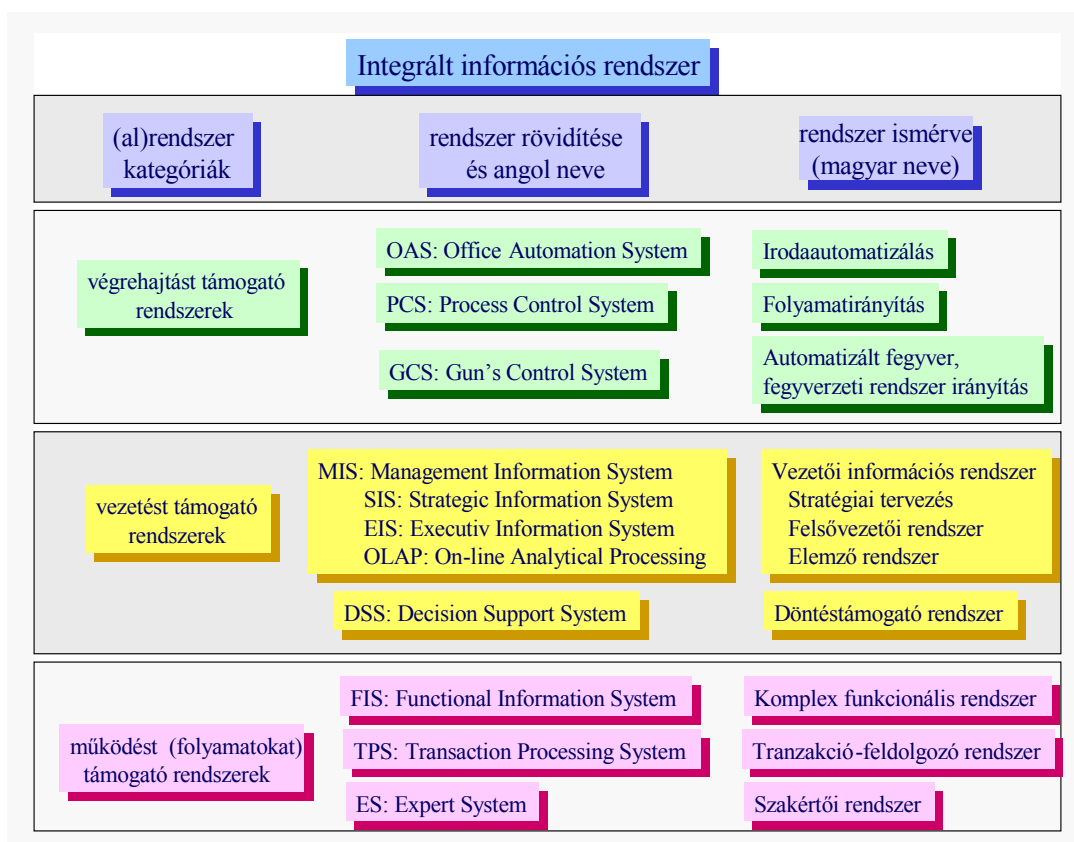 Integrált információs rendszer
(al)rendszer
kategóriák
rendszer rövidítése
és angol neve
rendszer ismérve
(magyar neve)
végrehajtást támogató
rendszerek
OAS: Office Automation System
Irodaautomatizálás
PCS: Process Control System
Folyamatirányítás
GCS: Gun’s Control System
Automatizált fegyver,
fegyverzeti rendszer irányítás
vezetést támogató
rendszerek
MIS: Management Information System
SIS: Strategic Information System
EIS: Executiv Information System
OLAP: On-line Analytical Processing
Vezetői információs rendszer
Stratégiai tervezés
Felsővezetői rendszer
Elemző rendszer
DSS: Decision Support System
Döntéstámogató rendszer
működést (folyamatokat)
támogató rendszerek
FIS: Functional Information System
Komplex funkcionális rendszer
TPS: Transaction Processing System
Tranzakció-feldolgozó rendszer
ES: Expert System
Szakértői rendszer